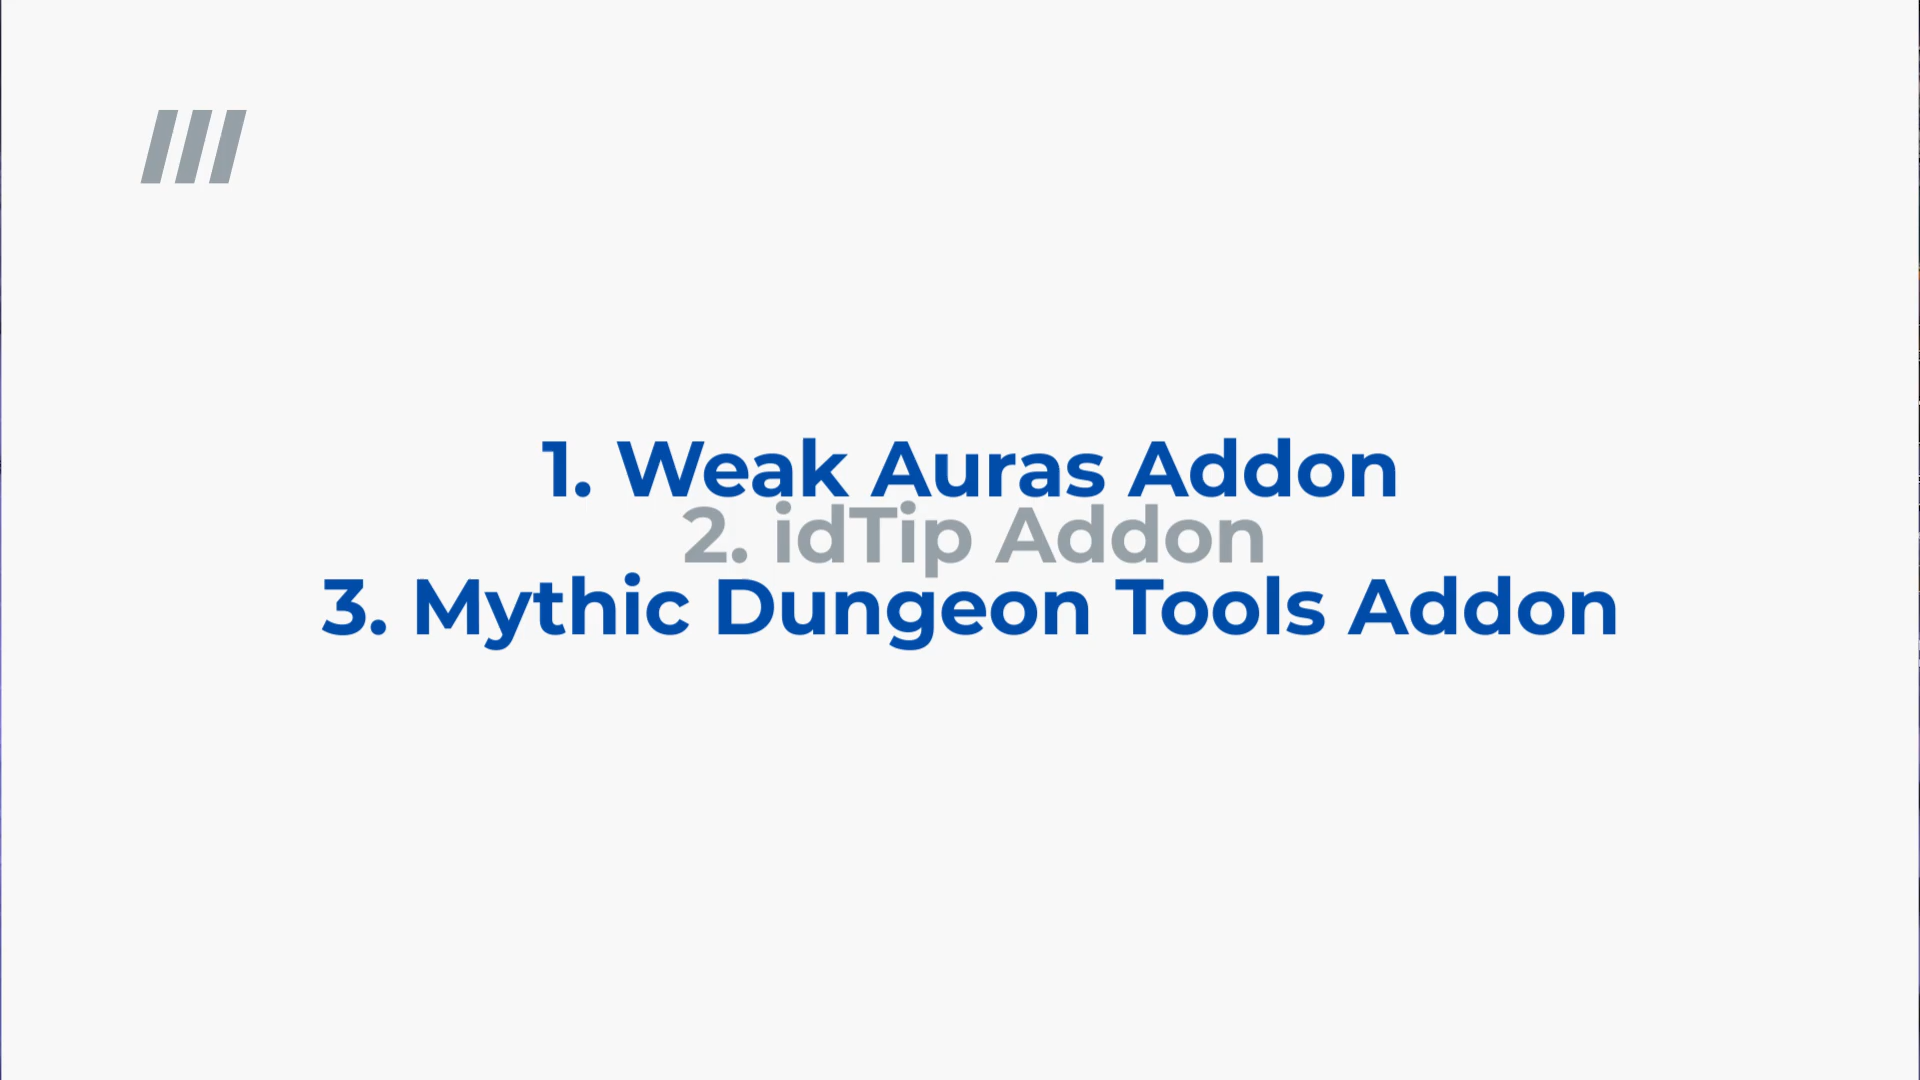 1. Weak Auras Addon
2. idTip Addon
3. Mythic Dungeon Tools Addon